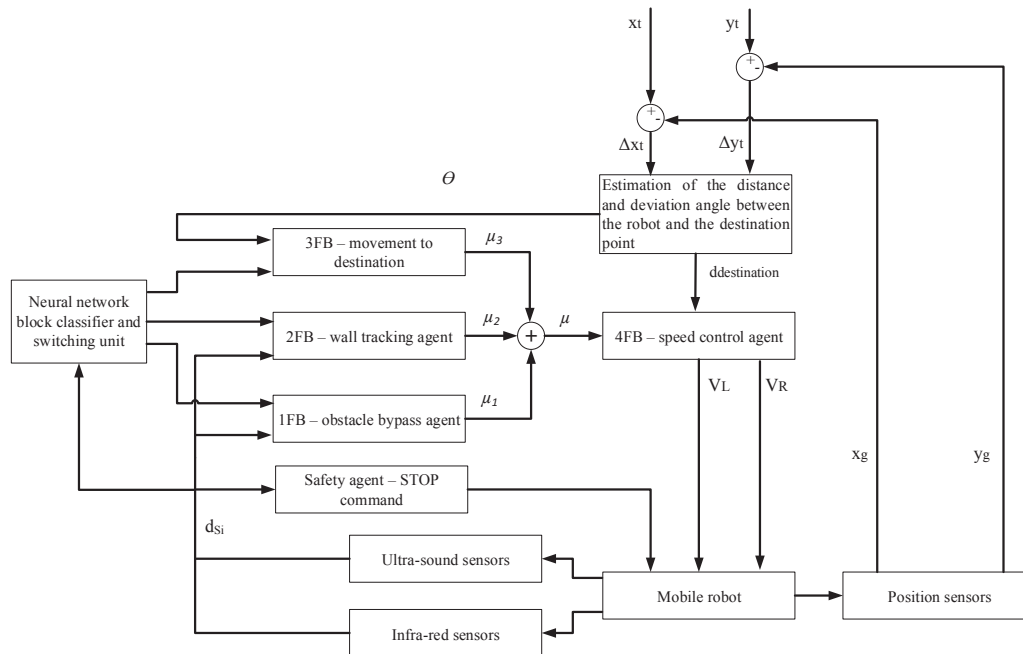 xt
yt
+
-
+
-
Δxt
Δyt
Ө
Estimation of the distance
and deviation angle between
the robot and the destination
point
3FB – movement to
destination
μ3
ddestination
Neural network
block classifier and
switching unit
2FB – wall tracking agent
μ2
+
μ
4FB – speed control agent
VL
VR
1FB – obstacle bypass agent
μ1
xg
yg
Safety agent – STOP
command
dSi
Ultra-sound sensors
Mobile robot
Position sensors
Infra-red sensors